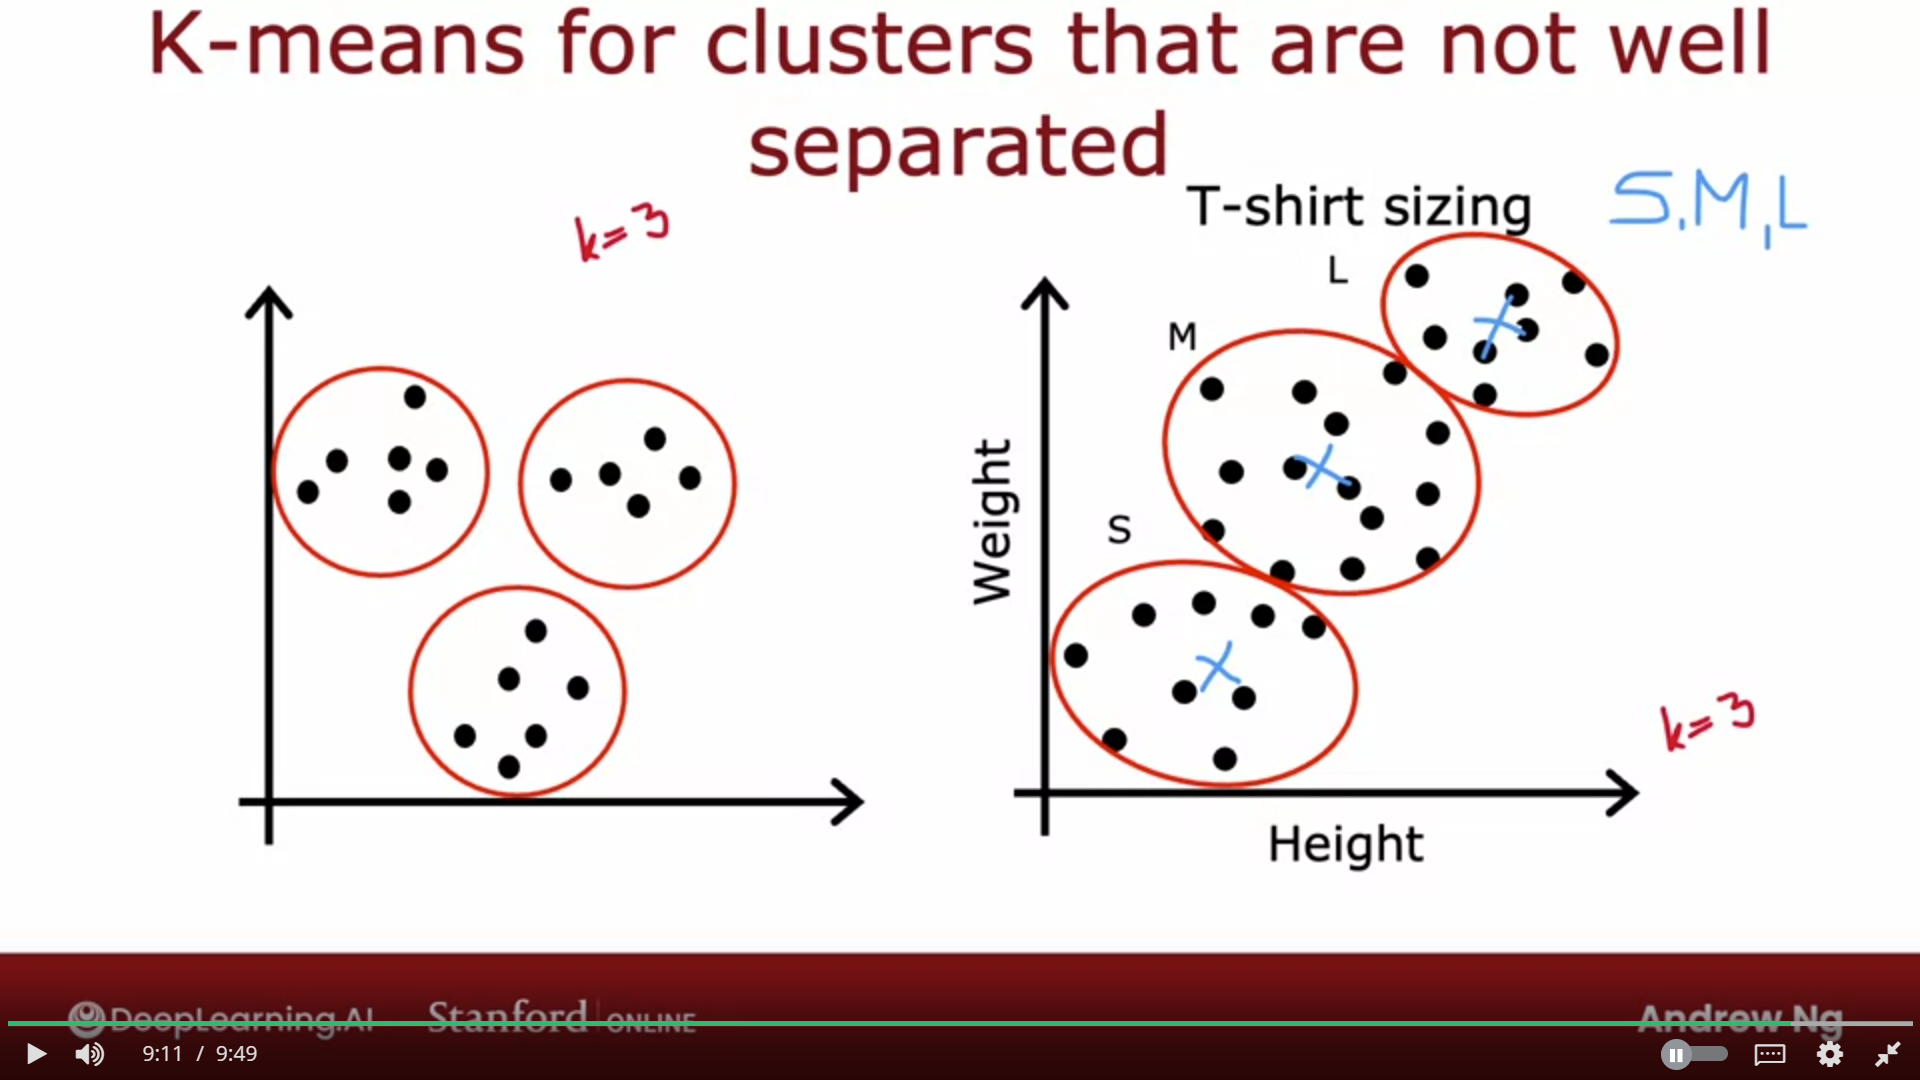 K-means for clusters that are not well
separated
k=3
T-shirt sizing
S,M,L
L
M
S
Weight
k=3
Height
DeepLearning.AI
Stanford | ONLINE
Andrew Ng
9:11 / 9:49